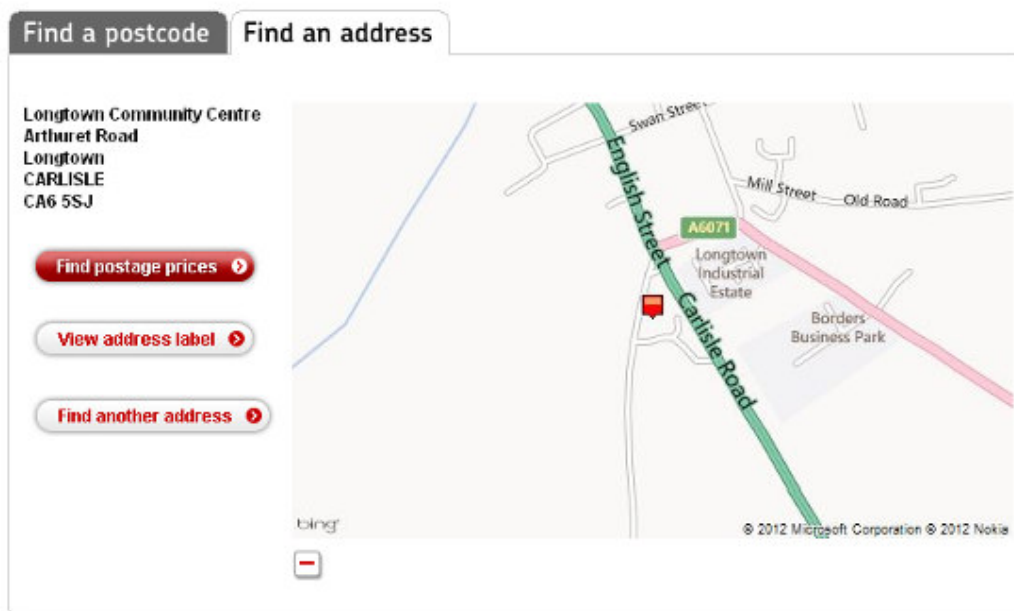 Find a postcode
Find an address
Longtown Community Centre
Arthuret Road
Longtown
CARLISLE
CA6 5SJ
Find postage prices
View address label
Find another address
Swan Street
English Street
Mill Street
Old Road
A6071
Longtown
Industrial
Estate
Carlisle Road
Borders
Business Park
bing
© 2012 Microsoft Corporation © 2012 Nokia